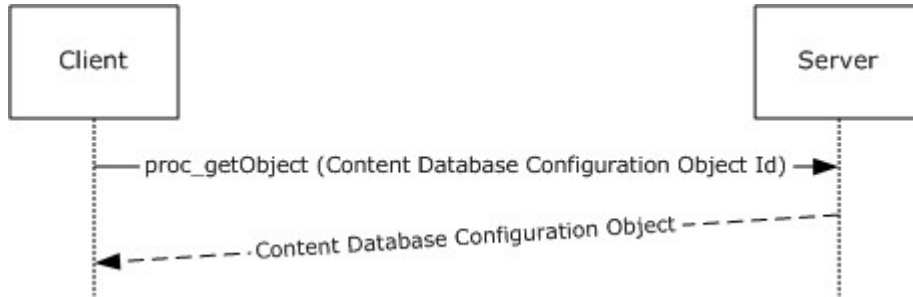 Client
Server
proc_getObject (Content Database Configuration Object Id)
Content Database Configuration Object